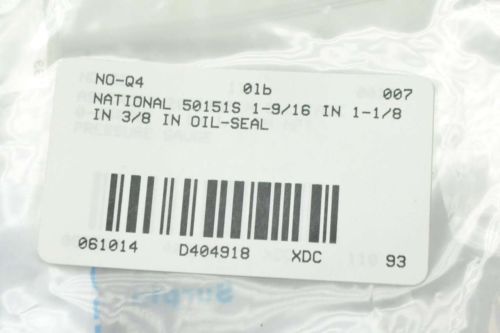 NO-Q4 01b 007
NATIONAL 50151S 1-9/16 IN 1-1/8
IN 3/8 IN OIL-SEAL
061014 D404918 XDC 93